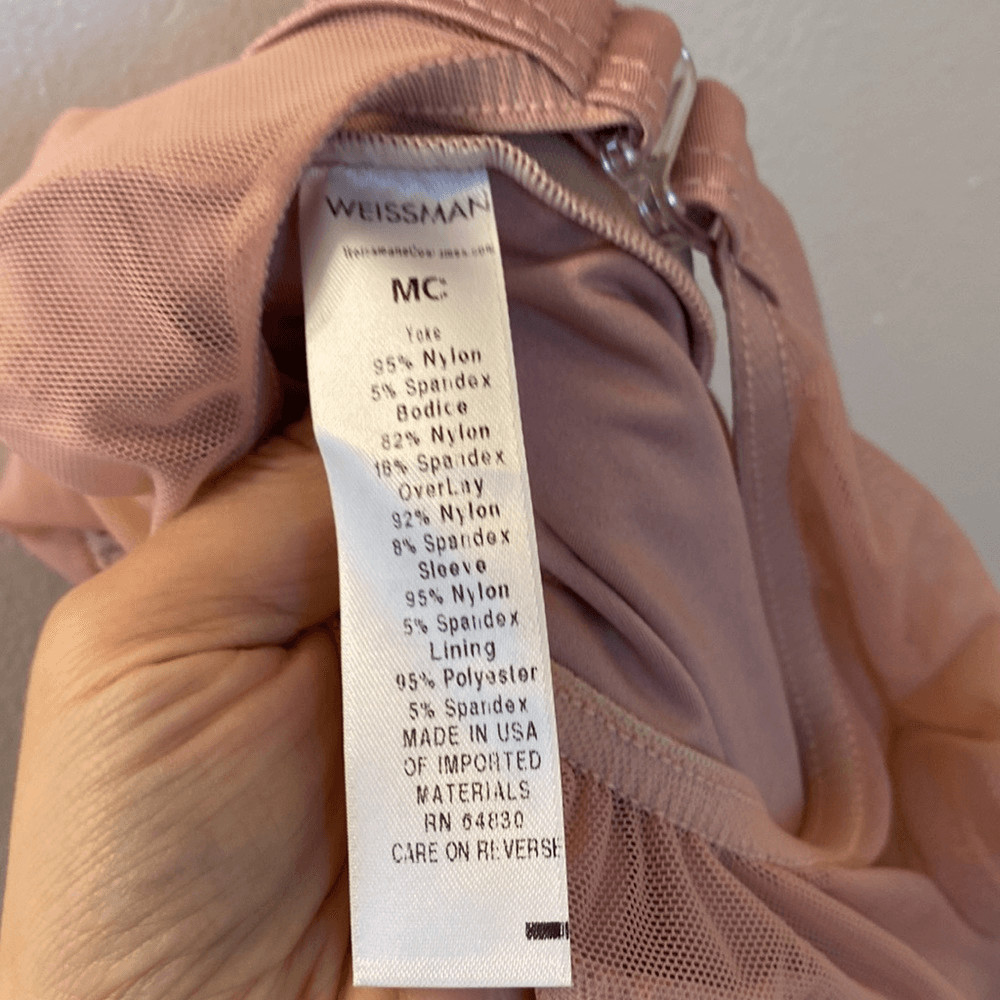 WEISSMAN
MC
Yoke
95% Nylon
5% Spandex
Bodice
82% Nylon
18% Spandex
OverLay
92% Nylon
8% Spandex
Sleeve
95% Nylon
5% Spandex
Lining
95% Polyester
5% Spandex
MADE IN USA
OF IMPORTED
MATERIALS
RN 64830
CARE ON REVERSE